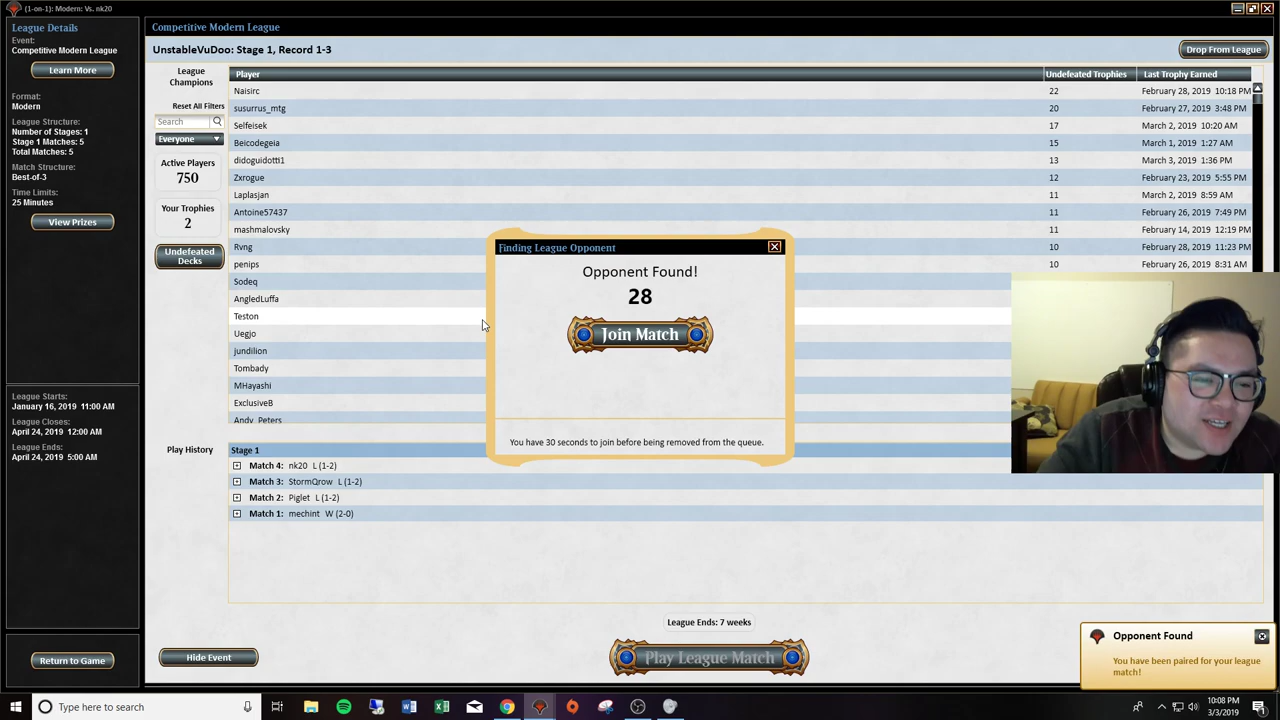 (1-on-1): Modern: Vs. nk20
League Details
Event:
Competitive Modern League
Learn More
Format:
Modern
League Structure:
Number of Stages: 1
Stage 1 Matches: 5
Total Matches: 5
Match Structure:
Best-of-3
Time Limits:
25 Minutes
View Prizes
League Starts:
January 16, 2019 11:00 AM
League Closes:
April 24, 2019 12:00 AM
League Ends:
April 24, 2019 5:00 AM
Return to Game
Competitive Modern League
UnstableVuDoo: Stage 1, Record 1-3
Drop From League
League
Champions
Reset All Filters
Search
Everyone
Active Players
750
Your Trophies
2
Undefeated
Decks
Player Undefeated Trophies Last Trophy Earned
Naisirc 22 February 28, 2019 10:18 PM
susurrus_mtg 20 February 27, 2019 3:48 PM
Selfeisek 17 March 2, 2019 10:20 AM
Beicodegeia 15 March 1, 2019 1:27 AM
didoguidotti1 13 March 3, 2019 1:36 PM
Zxrogue 12 February 23, 2019 5:55 PM
Laplasjan 11 March 2, 2019 8:59 AM
Antoine57437 11 February 26, 2019 7:49 PM
mashmalovsky 11 February 14, 2019 12:19 PM
Rvng 10 February 28, 2019 11:23 PM
penips 10 February 26, 2019 8:31 AM
Sodeq
AngledLuffa
Teston
Uegjo
jundilion
Tombady
MHayashi
ExclusiveB
Andy_Peters
Finding League Opponent
Opponent Found!
28
Join Match
You have 30 seconds to join before being removed from the queue.
Play History
Stage 1
Match 4: nk20 L (1-2)
Match 3: StormQrow L (1-2)
Match 2: Piglet L (1-2)
Match 1: mechint W (2-0)
League Ends: 7 weeks
Hide Event
Play League Match
Opponent Found
You have been paired for your league
match!
Type here to search
10:08 PM
3/3/2019